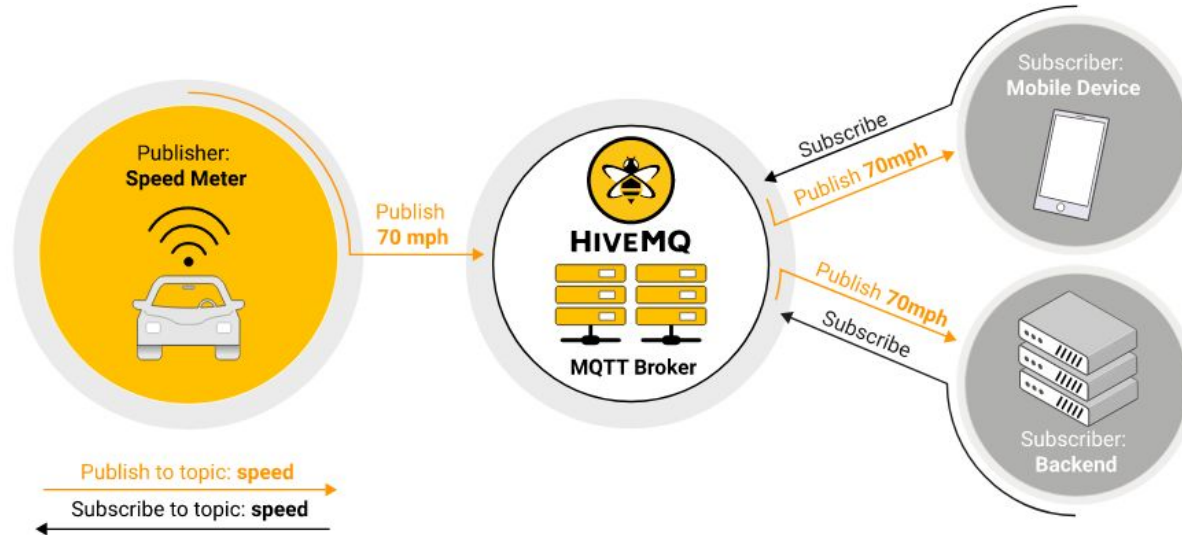 Publisher:
Speed Meter
Publish
70 mph
HIVEMQ
MQTT Broker
Subscribe
Publish 70mph
Subscriber:
Mobile Device
Publish 70mph
Subscribe
Subscriber:
Backend
Publish to topic: speed
Subscribe to topic: speed